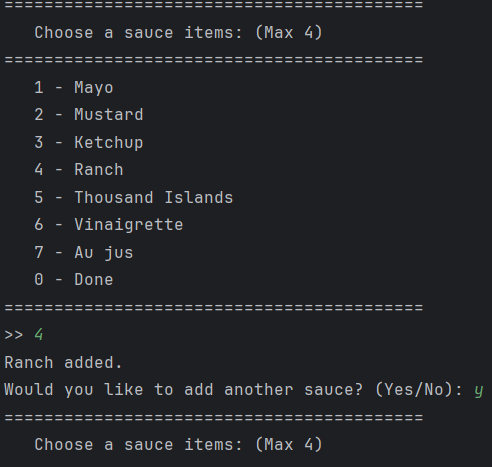 ==========================================
   Choose a sauce items: (Max 4)
==========================================
   1 - Mayo
   2 - Mustard
   3 - Ketchup
   4 - Ranch
   5 - Thousand Islands
   6 - Vinaigrette
   7 - Au jus
   0 - Done
==========================================
>> 4
Ranch added.
Would you like to add another sauce? (Yes/No): y
==========================================
   Choose a sauce items: (Max 4)